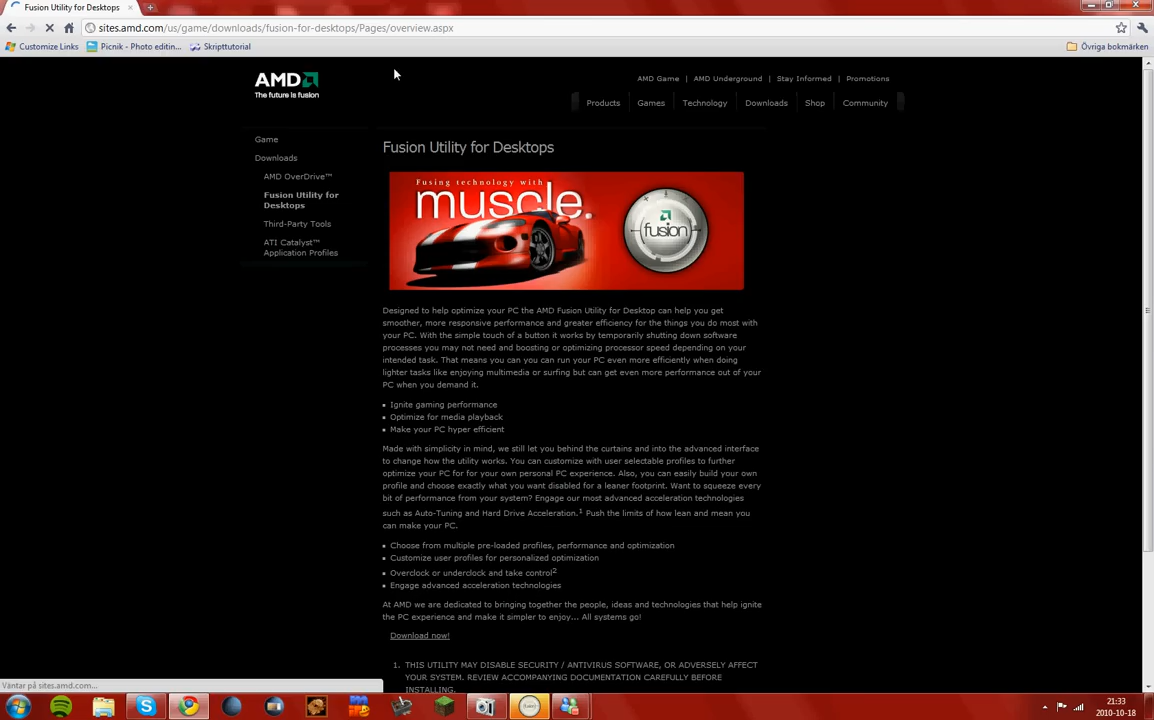 Fusion Utility for Desktops
sites.amd.com/us/game/downloads/fusion-for-desktops/Pages/overview.aspx
Customize Links
Picnik - Photo editin...
Skripttutorial
Övriga bokmärken
AMD
The future is fusion
AMD Game | AMD Underground | Stay Informed | Promotions
Products
Games
Technology
Downloads
Shop
Community
Game
Downloads
AMD OverDrive™
Fusion Utility for
Desktops
Third-Party Tools
ATI Catalyst™
Application Profiles
Fusion Utility for Desktops
Fusing technology with
muscle.
fusion
Designed to help optimize your PC the AMD Fusion Utility for Desktop can help you get
smoother, more responsive performance and greater efficiency for the things you do most with
your PC. With the simple touch of a button it works by temporarily shutting down software
processes you may not need and boosting or optimizing processor speed depending on your
intended task. That means you can you can run your PC even more efficiently when doing
lighter tasks like enjoying multimedia or surfing but can get even more performance out of your
PC when you demand it.
▪ Ignite gaming performance
▪ Optimize for media playback
▪ Make your PC hyper efficient
Made with simplicity in mind, we still let you behind the curtains and into the advanced interface
to change how the utility works. You can customize with user selectable profiles to further
optimize your PC for for your own personal PC experience. Also, you can easily build your own
profile and choose exactly what you want disabled for a leaner footprint. Want to squeeze every
bit of performance from your system? Engage our most advanced acceleration technologies
such as Auto-Tuning and Hard Drive Acceleration.¹ Push the limits of how lean and mean you
can make your PC.
▪ Choose from multiple pre-loaded profiles, performance and optimization
▪ Customize user profiles for personalized optimization
▪ Overclock or underclock and take control²
▪ Engage advanced acceleration technologies
At AMD we are dedicated to bringing together the people, ideas and technologies that help ignite
the PC experience and make it simpler to enjoy... All systems go!
Download now!
1. THIS UTILITY MAY DISABLE SECURITY / ANTIVIRUS SOFTWARE, OR ADVERSELY AFFECT
YOUR SYSTEM. REVIEW ACCOMPANYING DOCUMENTATION CAREFULLY BEFORE
INSTALLING.
Väntar på sites.amd.com...
21:33
2010-10-18